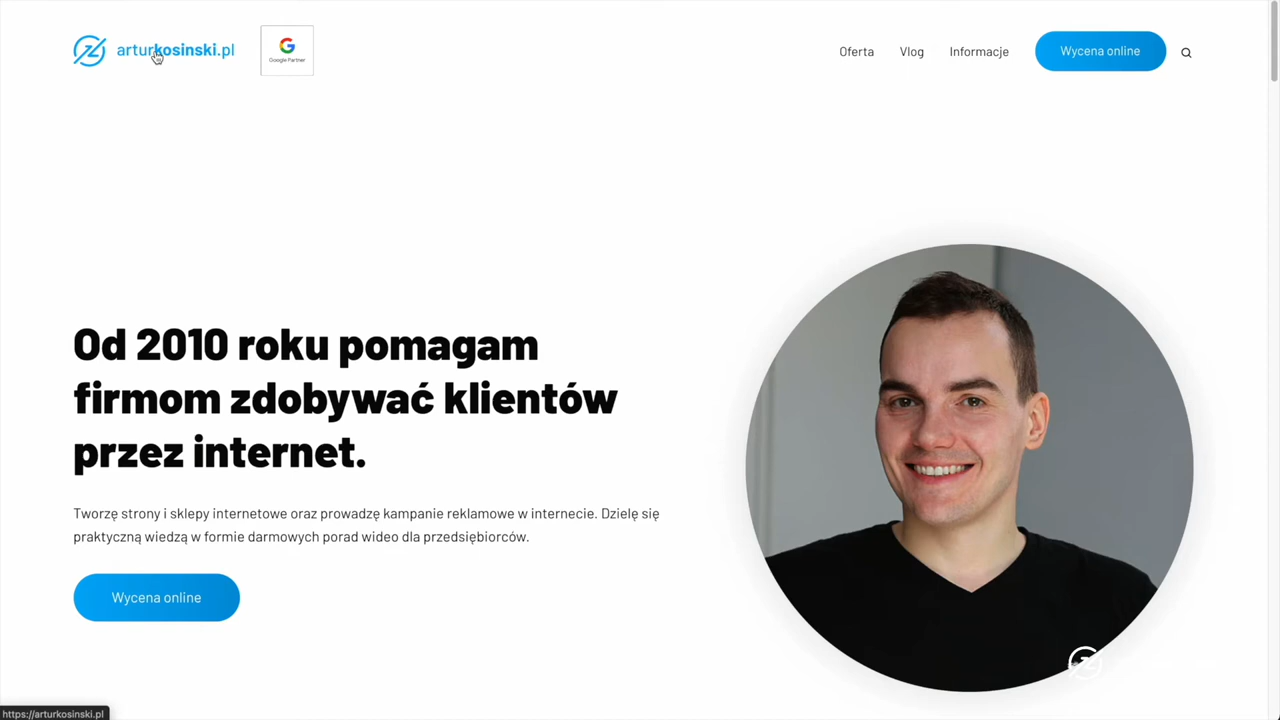 arturkosinski.pl
Google Partner
Oferta
Vlog
Informacje
Wycena online
Od 2010 roku pomagam
firmom zdobywać klientów
przez internet.
Tworzę strony i sklepy internetowe oraz prowadzę kampanie reklamowe w internecie. Dzielę się
praktyczną wiedzą w formie darmowych porad wideo dla przedsiębiorców.
Wycena online
https://arturkosinski.pl